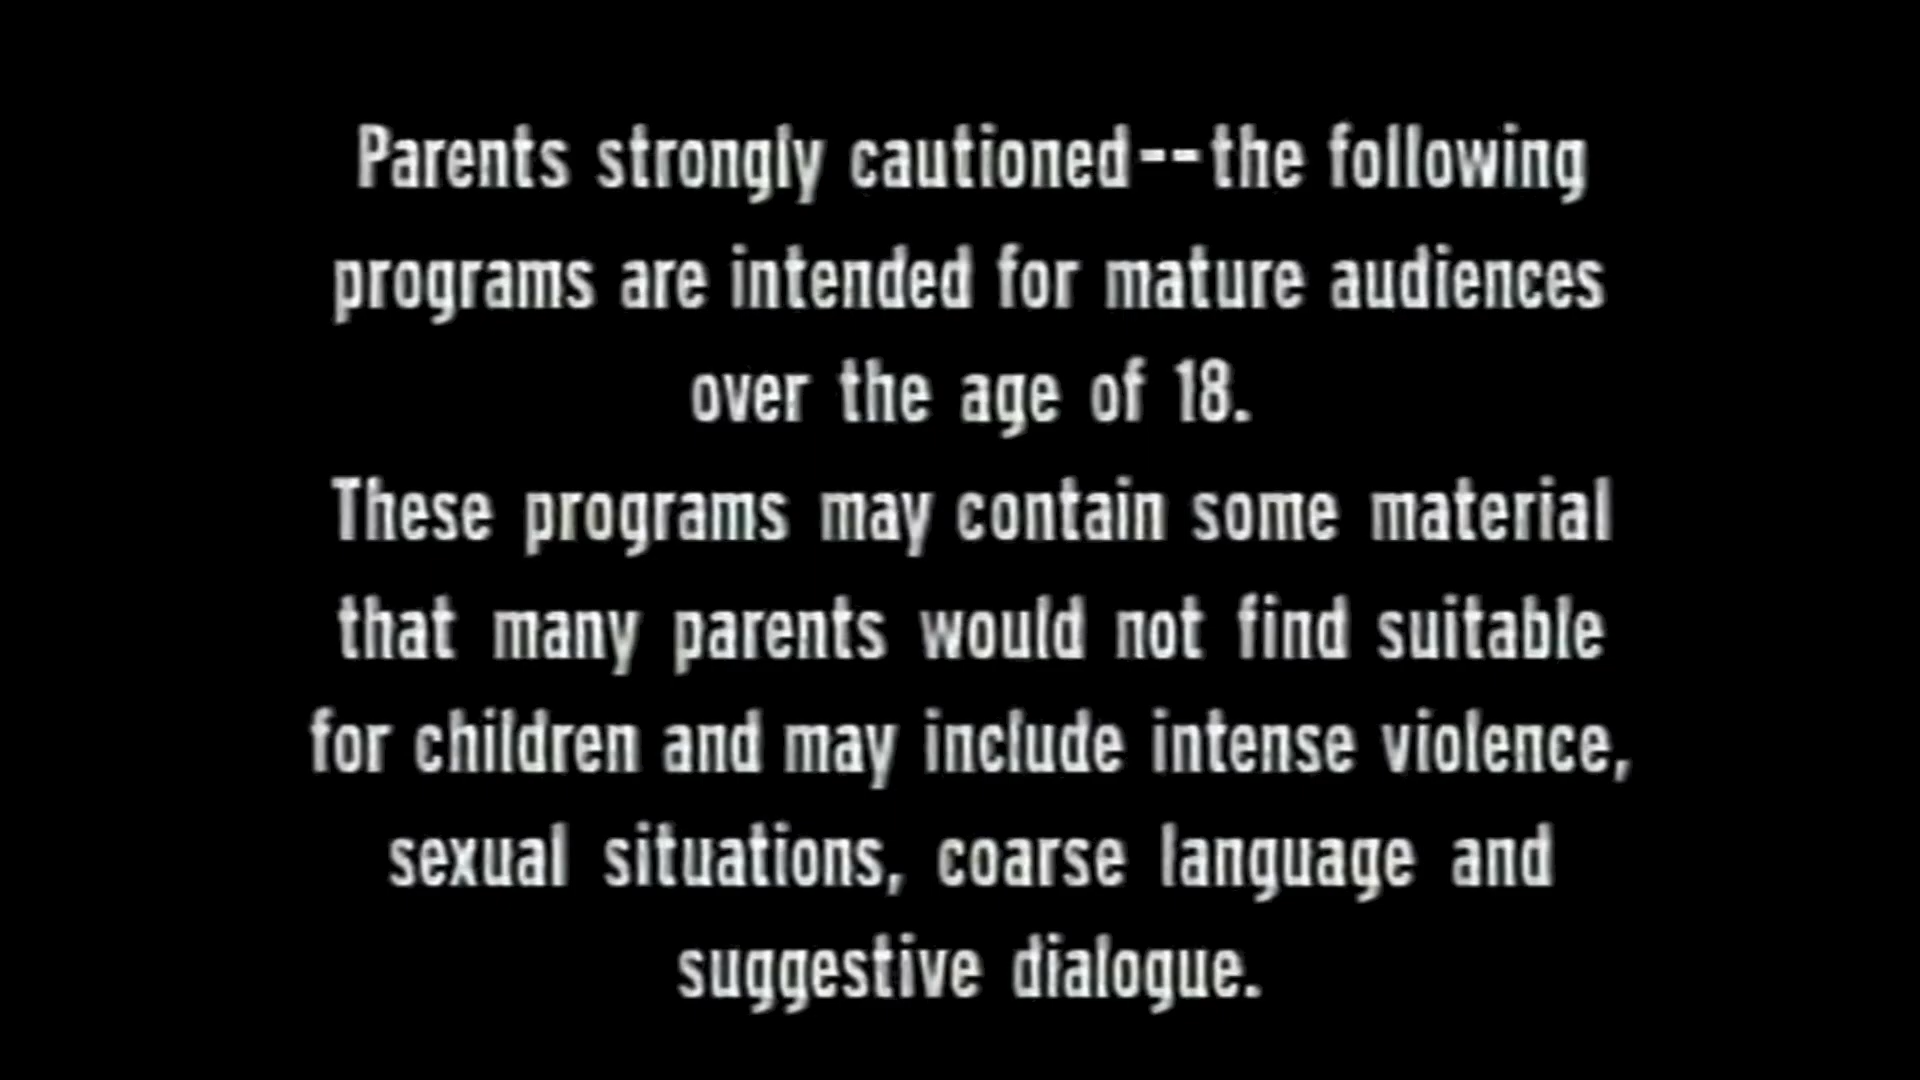 Parents strongly cautioned--the following
programs are intended for mature audiences
over the age of 18.
These programs may contain some material
that many parents would not find suitable
for children and may include intense violence,
sexual situations, coarse language and
suggestive dialogue.